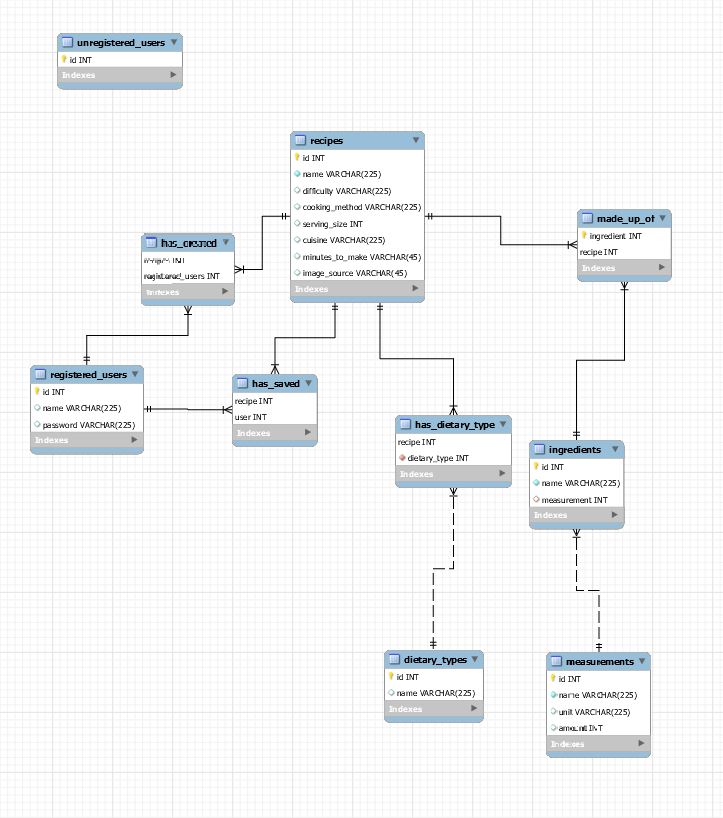 unregistered_users
id INT
Indexes
recipes
id INT
name VARCHAR(225)
difficulty VARCHAR(225)
cooking_method VARCHAR(225)
serving_size INT
cuisine VARCHAR(225)
minutes_to_make VARCHAR(45)
image_source VARCHAR(45)
Indexes
made_up_of
ingredient INT
recipe INT
Indexes
has_created
INT
registered_users INT
Indexes
registered_users
id INT
name VARCHAR(225)
password VARCHAR(225)
Indexes
has_saved
recipe INT
user INT
Indexes
has_dietary_type
recipe INT
dietary_type INT
Indexes
ingredients
id INT
name VARCHAR(225)
measurement INT
Indexes
dietary_types
id INT
name VARCHAR(225)
Indexes
measurements
id INT
name VARCHAR(225)
unit VARCHAR(225)
amount INT
Indexes